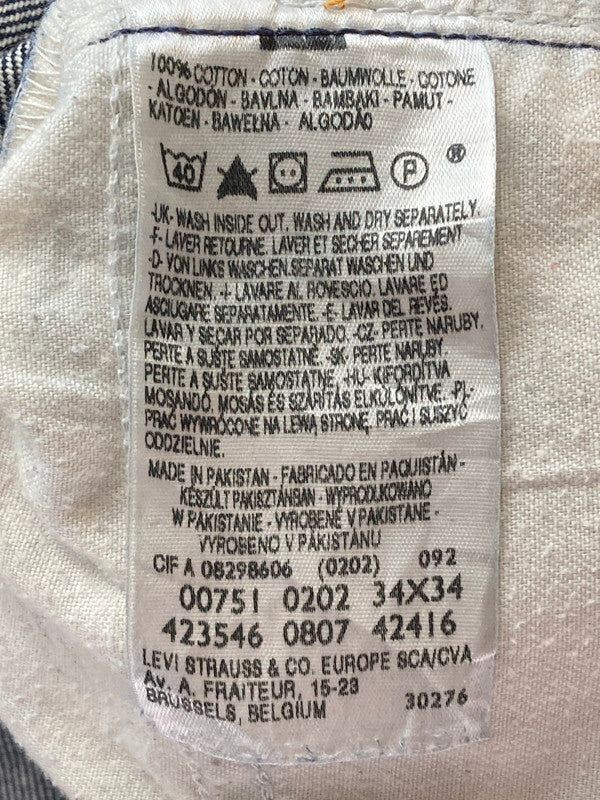 100% COTTON - COTON - BAUMWOLLE - COTONE
- ALGODON - BAVLNA - BAMBAKI - PAMUT -
KATOEN - BAWEŁNA - ALGODÃO
40 P ®
-UK- WASH INSIDE OUT. WASH AND DRY SEPARATELY.
-F- LAVER RETOURNE. LAVER ET SECHER SEPAREMENT
-D- VON LINKS WASCHEN.SEPARAT WASCHEN UND
TROCKNEN. -I- LAVARE AL ROVESCIO. LAVARE ED
ASCIUGARE SEPARATAMENTE. -E- LAVAR DEL REVÉS.
LAVAR Y SECAR POR SEPARADO. -CZ- PERTE NARUBY.
PERTE A SUŠTE SAMOSTATNĚ. -SK- PERTE NARUBY.
PERTE A SUŠTE SAMOSTATNE. -HU- KIFORDÍTVA
MOSANDÓ. MOSÁS ÉS SZÁRÍTÁS ELKÜLÖNÍTVE. -PL-
PRAĆ WYWRÓCONE NA LEWĄ STRONĘ. PRAĆ I SUSZYĆ
ODDZIELNIE.
MADE IN PAKISTAN - FABRICADO EN PAQUISTÁN -
KÉSZÜLT PAKISZTÁNBAN - WYPRODUKOWANO
W PAKISTANIE - VYROBENÉ V PAKISTANE -
VYROBENO V PÁKISTÁNU
CIF A 08298606 (0202) 092
00751 0202 34X34
423546 0807 42416
LEVI STRAUSS & CO. EUROPE SCA/CVA
Av. A. FRAITEUR, 15-23
BRUSSELS, BELGIUM 30276